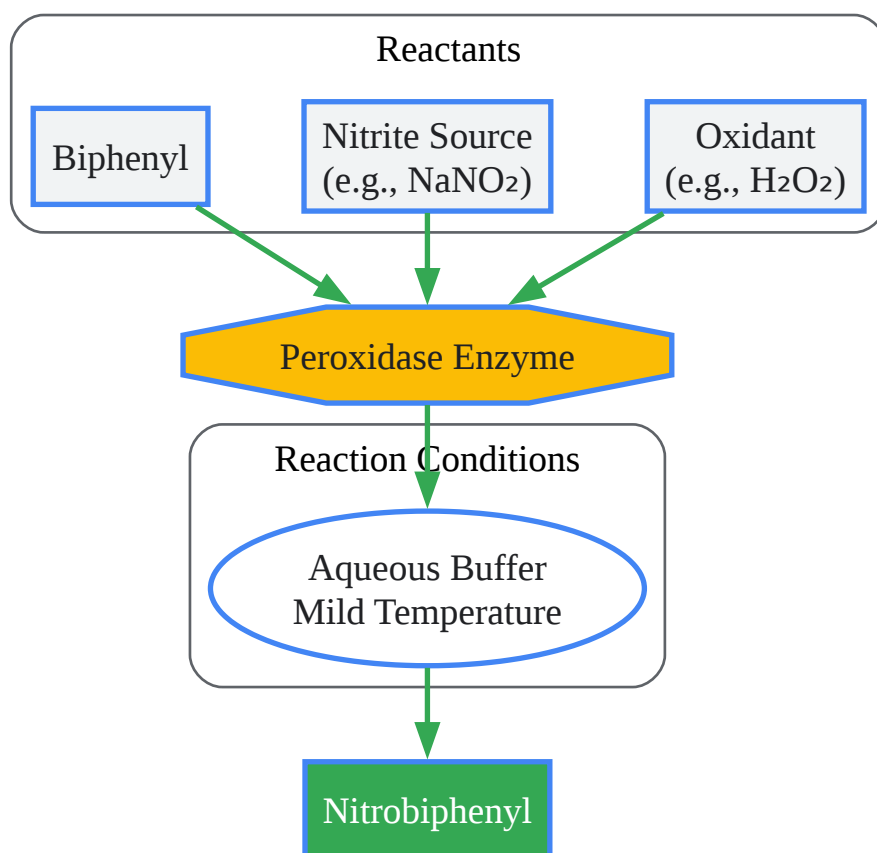 Reactants
Biphenyl
Nitrite Source
(e.g., NaNO₂)
Oxidant
(e.g., H₂O₂)
Peroxidase Enzyme
Reaction Conditions
Aqueous Buffer
Mild Temperature
Nitrobiphenyl